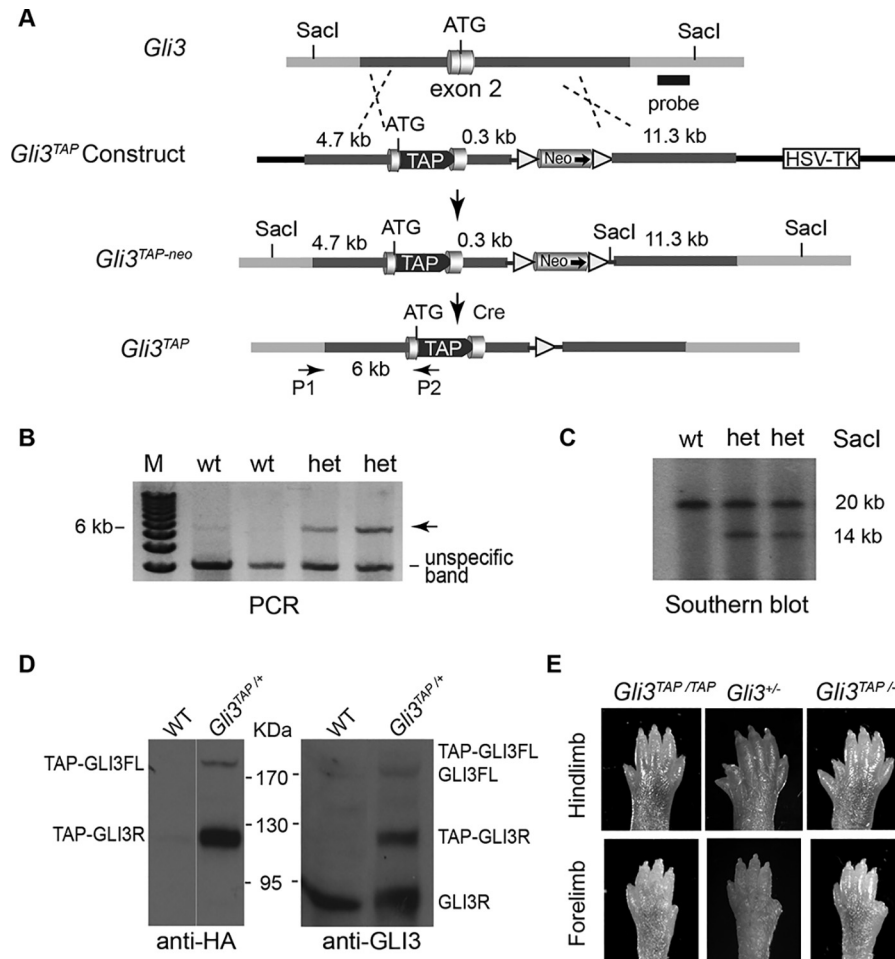 A
Gli3
SacI
ATG
SacI
exon 2
probe
Gli3TAP Construct
4.7 kb
ATG
0.3 kb
11.3 kb
TAP
Neo
HSV-TK
Gli3TAP-neo
SacI
4.7 kb
ATG
0.3 kb
SacI
11.3 kb
SacI
TAP
Neo
Gli3TAP
ATG
Cre
TAP
P1
6 kb
P2
B
M wt wt het het
6 kb
unspecific
band
PCR
C
wt het het SacI
20 kb
14 kb
Southern blot
D
WT Gli3TAP/+ KDa WT Gli3TAP/+
TAP-GLI3FL
170
TAP-GLI3FL
GLI3FL
TAP-GLI3R
130
TAP-GLI3R
95
GLI3R
anti-HA
anti-GLI3
E
Gli3TAP/TAP Gli3+/- Gli3TAP/-
Hindlimb
Forelimb